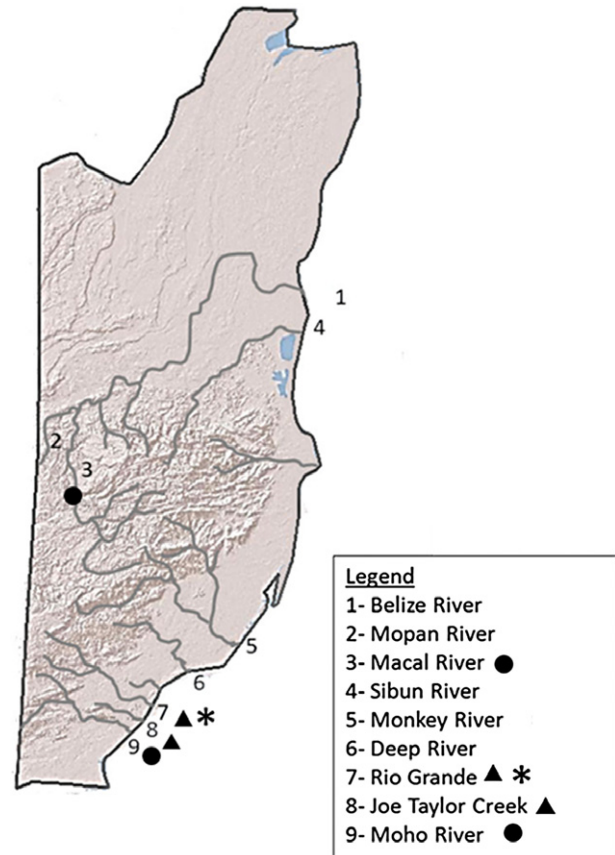 1
4
2
3
5
6
7 *
8
9
Legend
1- Belize River
2- Mopan River
3- Macal River
4- Sibun River
5- Monkey River
6- Deep River
7- Rio Grande *
8- Joe Taylor Creek
9- Moho River